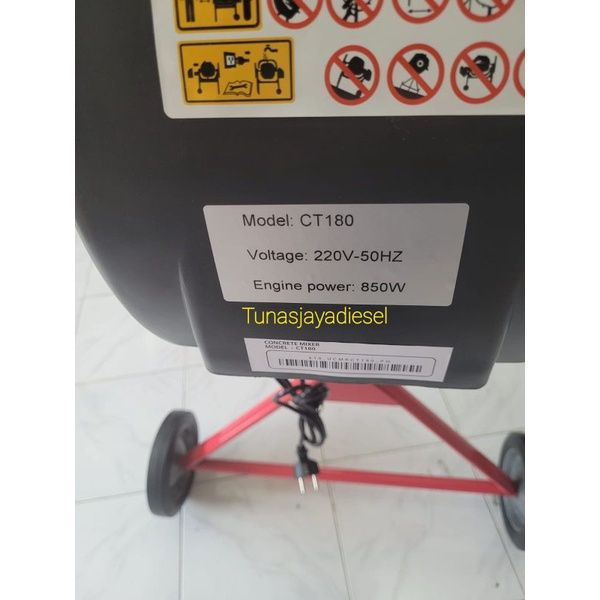 Model: CT180
Voltage: 220V-50HZ
Engine power: 850W
Tunasjayadiesel
CONCRETE MIXER
MODEL - CT180